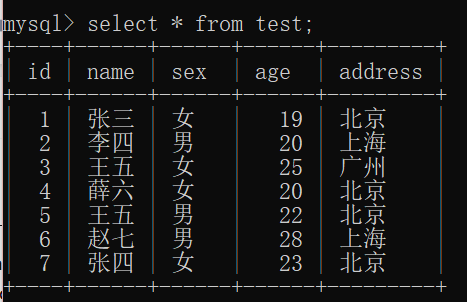 mysql> select * from test;
+----+------+------+------+---------+
| id | name | sex  | age  | address |
+----+------+------+------+---------+
|  1 | 张三 | 女   |   19 | 北京    |
|  2 | 李四 | 男   |   20 | 上海    |
|  3 | 王五 | 女   |   25 | 广州    |
|  4 | 薛六 | 女   |   20 | 北京    |
|  5 | 王五 | 男   |   22 | 北京    |
|  6 | 赵七 | 男   |   28 | 上海    |
|  7 | 张四 | 女   |   23 | 北京    |
+----+------+------+------+---------+